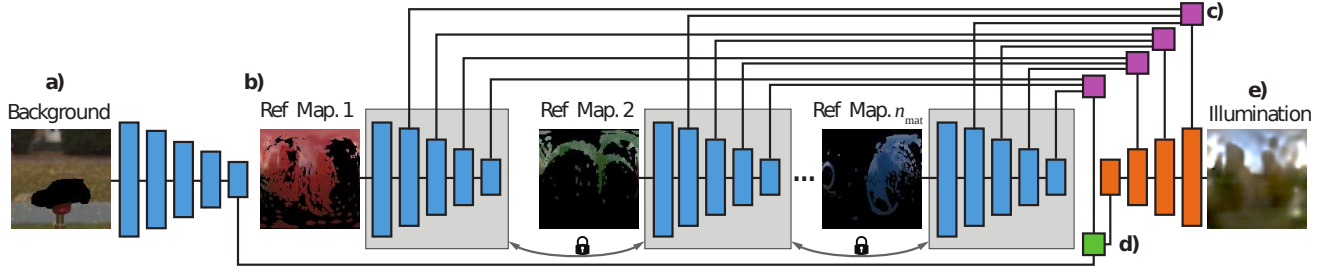 a)
Background
b)
Ref Map. 1
Ref Map. 2
...
Ref Map. n_mat
c)
d)
e)
Illumination